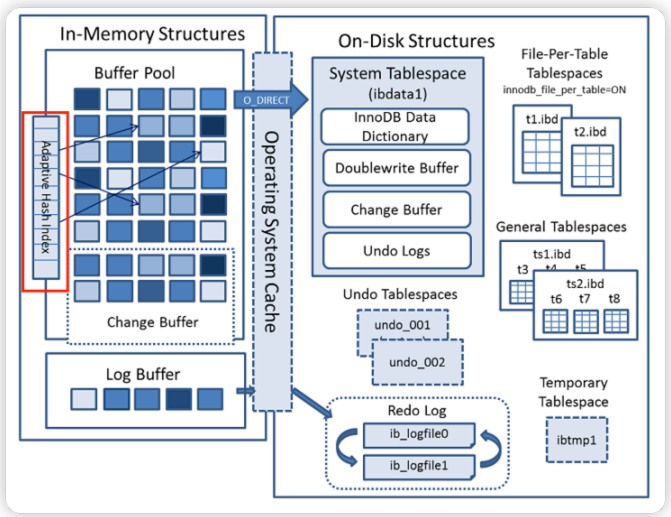 In-Memory Structures
Buffer Pool
Adaptive Hash Index
Change Buffer
Log Buffer
O_DIRECT
Operating System Cache
On-Disk Structures
System Tablespace
(ibdata1)
InnoDB Data
Dictionary
Doublewrite Buffer
Change Buffer
Undo Logs
File-Per-Table
Tablespaces
innodb_file_per_table=ON
t1.ibd
t2.ibd
General Tablespaces
ts1.ibd
t3 t4 t5
ts2.ibd
t6 t7 t8
Undo Tablespaces
undo_001
undo_002
Redo Log
ib_logfile0
ib_logfile1
Temporary
Tablespace
ibtmp1